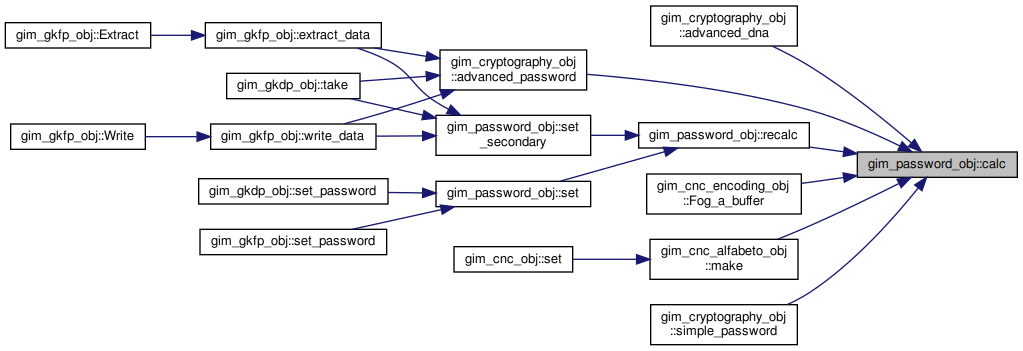 gim_gkfp_obj::Extract
gim_gkfp_obj::extract_data
gim_gkdp_obj::take
gim_gkfp_obj::Write
gim_gkfp_obj::write_data
gim_gkdp_obj::set_password
gim_gkfp_obj::set_password
gim_cryptography_obj
::advanced_password
gim_password_obj::set
_secondary
gim_password_obj::set
gim_cnc_obj::set
gim_cryptography_obj
::advanced_dna
gim_password_obj::recalc
gim_cnc_encoding_obj
::Fog_a_buffer
gim_cnc_alfabeto_obj
::make
gim_cryptography_obj
::simple_password
gim_password_obj::calc